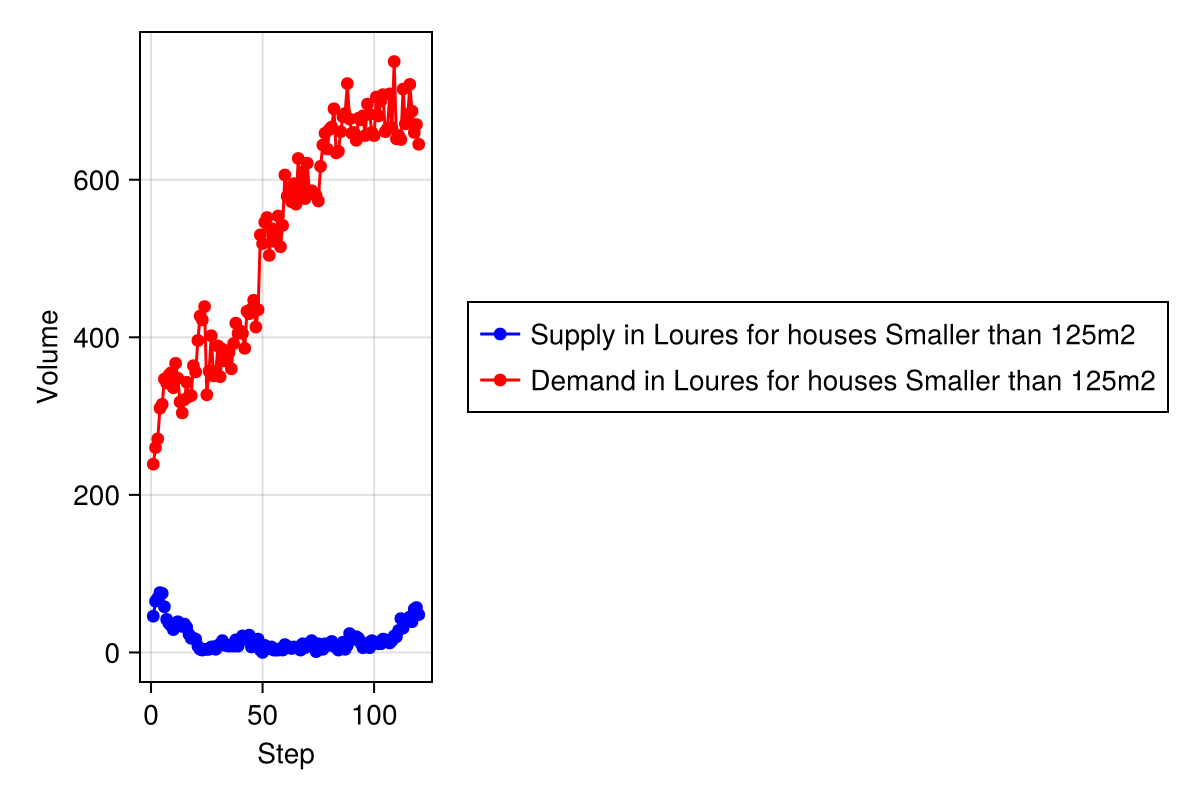 Volume
600
400
200
0
0 50 100
Step
Supply in Loures for houses Smaller than 125m2
Demand in Loures for houses Smaller than 125m2